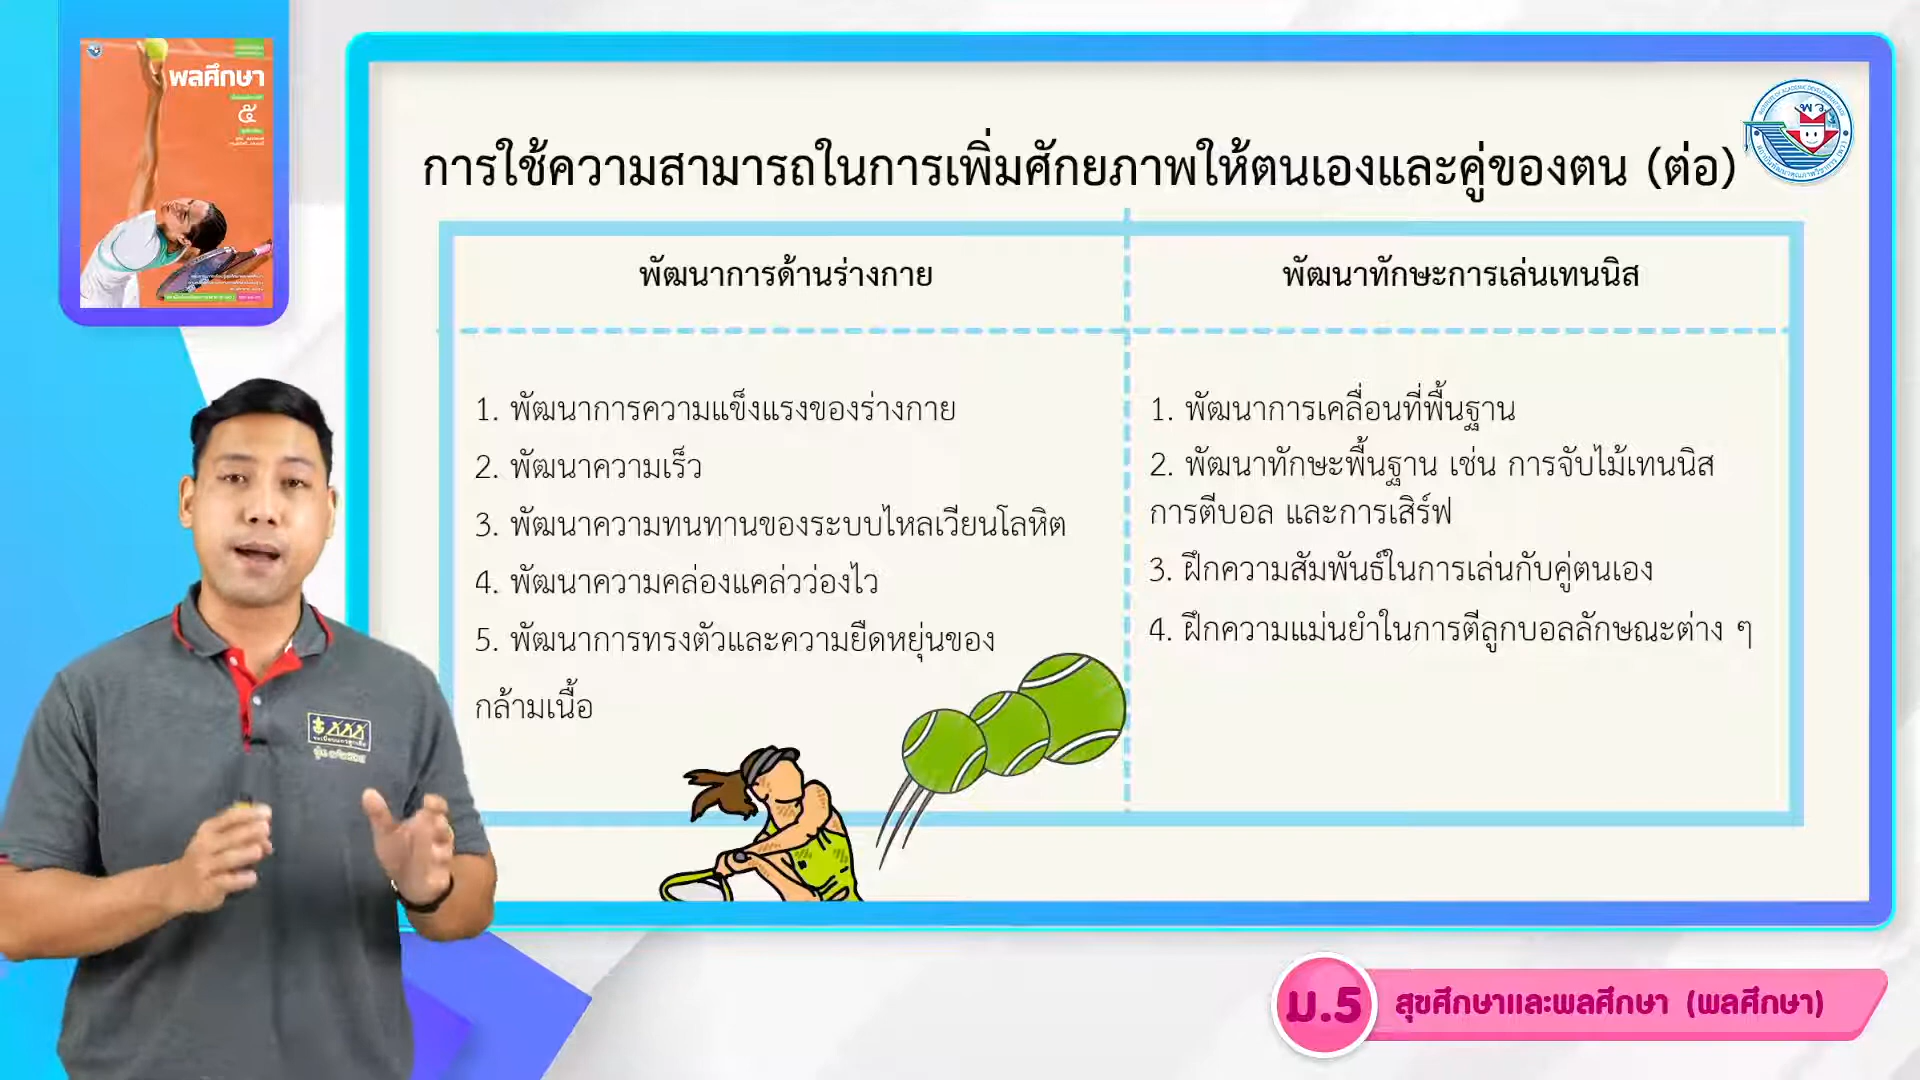 พลศึกษา
๕
การใช้ความสามารถในการเพิ่มศักยภาพให้ตนเองและคู่ของตน (ต่อ)
พว.
พัฒนาการด้านร่างกาย
พัฒนาทักษะการเล่นเทนนิส
1. พัฒนาการความแข็งแรงของร่างกาย
2. พัฒนาความเร็ว
3. พัฒนาความทนทานของระบบไหลเวียนโลหิต
4. พัฒนาความคล่องแคล่วว่องไว
5. พัฒนาการทรงตัวและความยืดหยุ่นของ
กล้ามเนื้อ
1. พัฒนาการเคลื่อนที่พื้นฐาน
2. พัฒนาทักษะพื้นฐาน เช่น การจับไม้เทนนิส
การตีบอล และการเสิร์ฟ
3. ฝึกความสัมพันธ์ในการเล่นกับคู่ตนเอง
4. ฝึกความแม่นยำในการตีลูกบอลลักษณะต่าง ๆ
ม.5
สุขศึกษาและพลศึกษา (พลศึกษา)